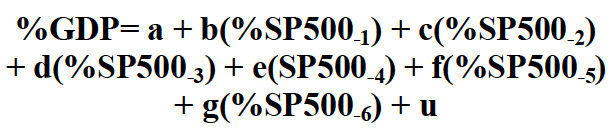 %GDP= a + b(%SP500₋₁) + c(%SP500₋₂)
+ d(%SP500₋₃) + e(SP500₋₄) + f(%SP500₋₅)
+ g(%SP500₋₆) + u